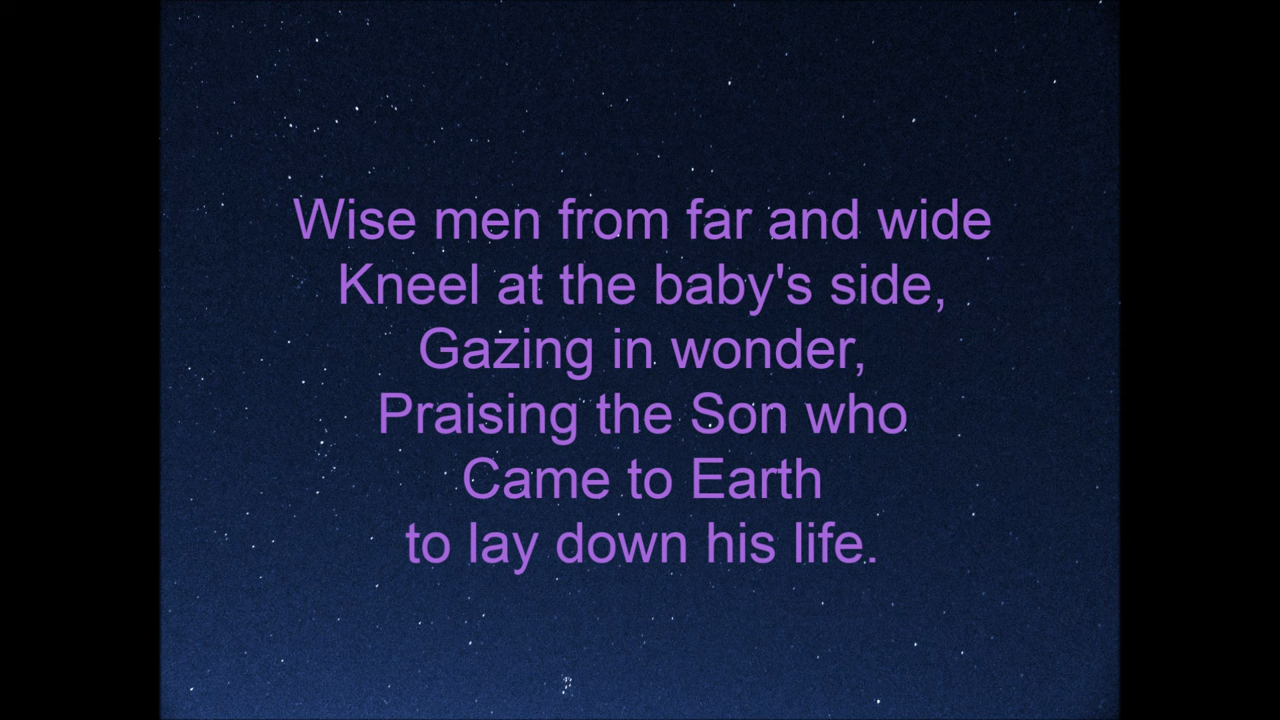 Wise men from far and wide
Kneel at the baby's side,
Gazing in wonder,
Praising the Son who
Came to Earth
to lay down his life.